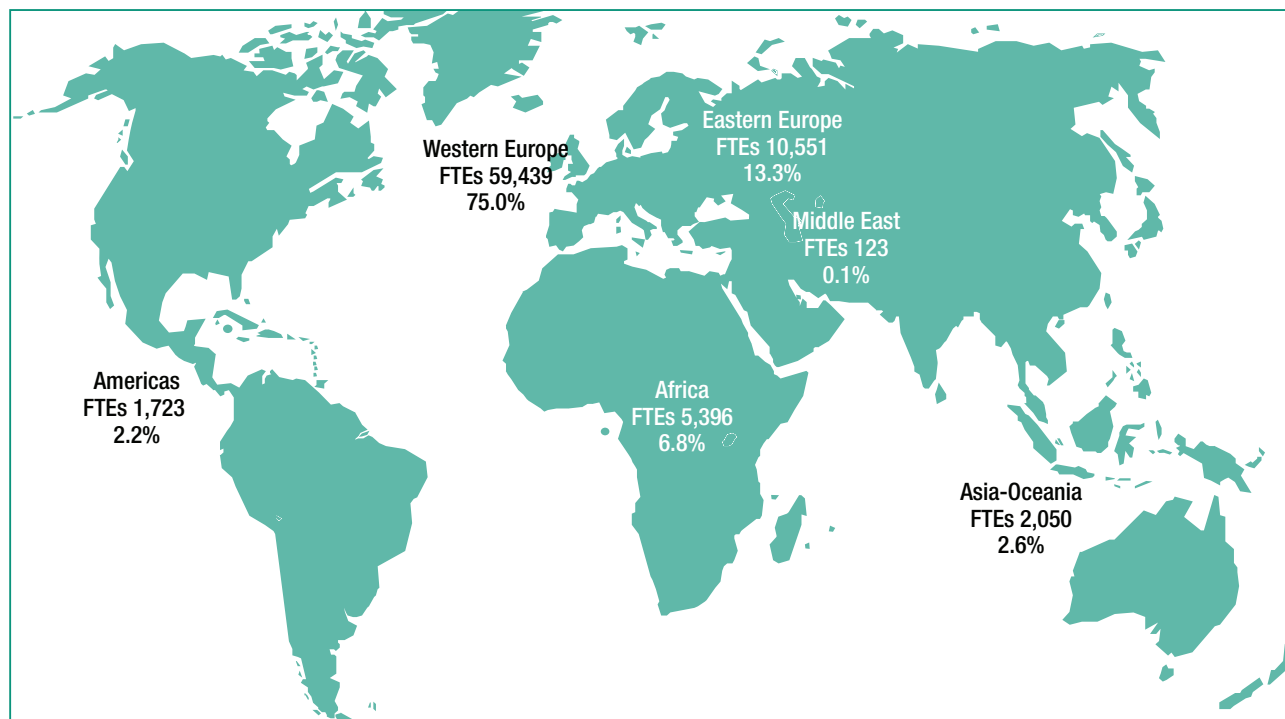 Western Europe
FTEs 59,439
75.0%
Eastern Europe
FTEs 10,551
13.3%
Middle East
FTEs 123
0.1%
Americas
FTEs 1,723
2.2%
Africa
FTEs 5,396
6.8%
Asia-Oceania
FTEs 2,050
2.6%